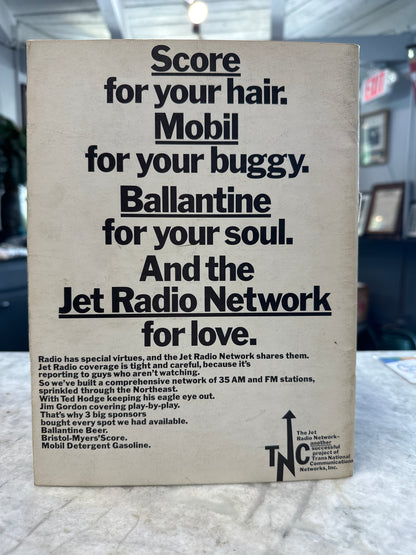 Score
for your hair.
Mobil
for your buggy.
Ballantine
for your soul.
And the
Jet Radio Network
for love.
Radio has special virtues, and the Jet Radio Network shares them.
Jet Radio coverage is tight and careful, because it's
reporting to guys who aren't watching.
So we've built a comprehensive network of 35 AM and FM stations,
sprinkled through the Northeast.
With Ted Hodge keeping his eagle eye out.
Jim Gordon covering play-by-play.
That's why 3 big sponsors
bought every spot we had available.
Ballantine Beer.
Bristol-Myers' Score.
Mobil Detergent Gasoline.
TNC
The Jet
Radio Network-
another
successful
project of
Trans National
Communications
Networks, Inc.
EXIT